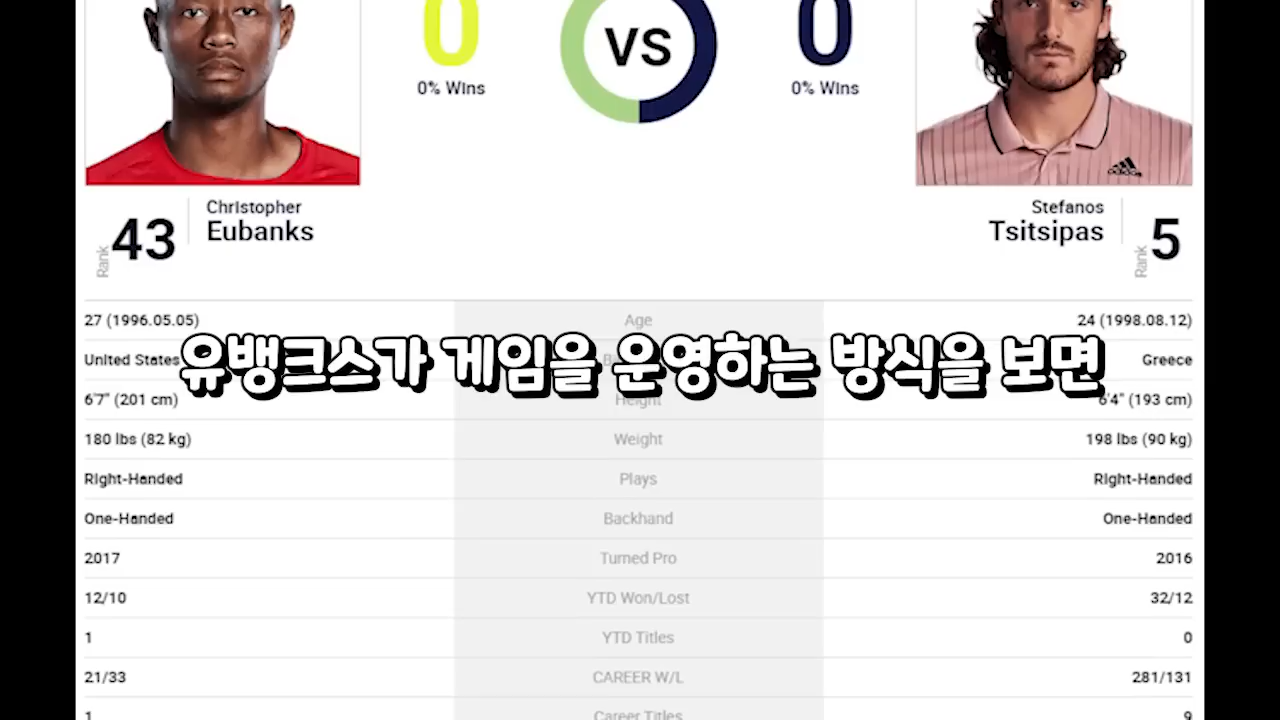 0 VS 0
0% Wins 0% Wins
Christopher Stefanos
43 Eubanks Tsitsipas 5
Rank Rank
27 (1996.05.05) Age 24 (1998.08.12)
유뱅크스가 게임을 운영하는 방식을 보면
United States Greece
6'7" (201 cm) Height 6'4" (193 cm)
180 lbs (82 kg) Weight 198 lbs (90 kg)
Right-Handed Plays Right-Handed
One-Handed Backhand One-Handed
2017 Turned Pro 2016
12/10 YTD Won/Lost 32/12
1 YTD Titles 0
21/33 CAREER W/L 281/131
1 Career Titles 9